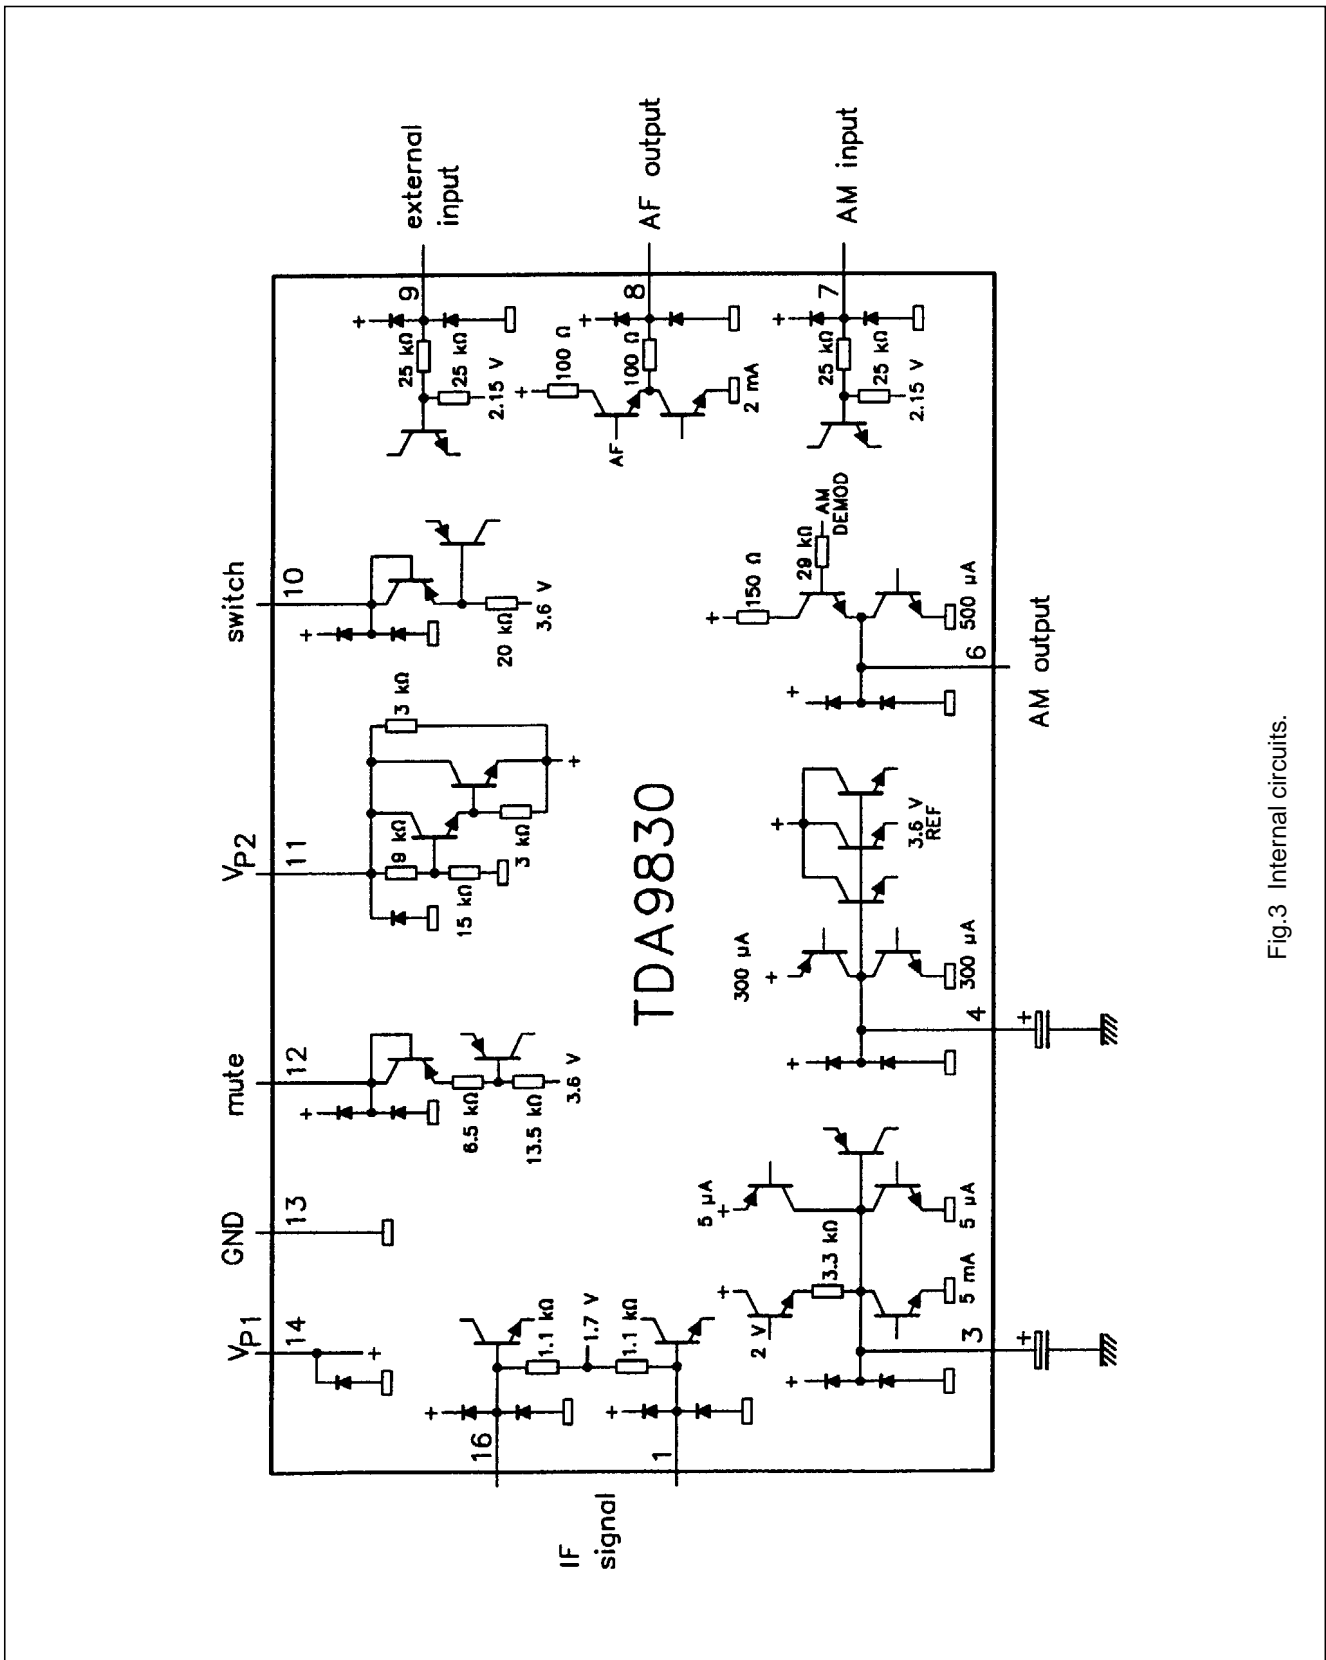 external
input
AF output
AM input
9
8
7
+
25 kΩ
25 kΩ
2.15 V
+
100 Ω
100 Ω
+
2 mA
AF
+
25 kΩ
25 kΩ
2.15 V
switch
10
+
20 kΩ
3.6 V
+
150 Ω
29 kΩ
AM
DEMOD
500 µA
+
6
AM output
VP2
11
3 kΩ
9 kΩ
15 kΩ
3 kΩ
+
TDA9830
+
3.6 V
REF
300 µA
+
300 µA
+
4
+
mute
12
+
6.5 kΩ
13.5 kΩ
3.6 V
GND
13
VP1
14
+
5 µA
+
5 µA
+
2 V
3.3 kΩ
5 mA
+
3
+
1.1 kΩ
1.7 V
1.1 kΩ
+
+
16
1
IF
signal
Fig.3 Internal circuits.